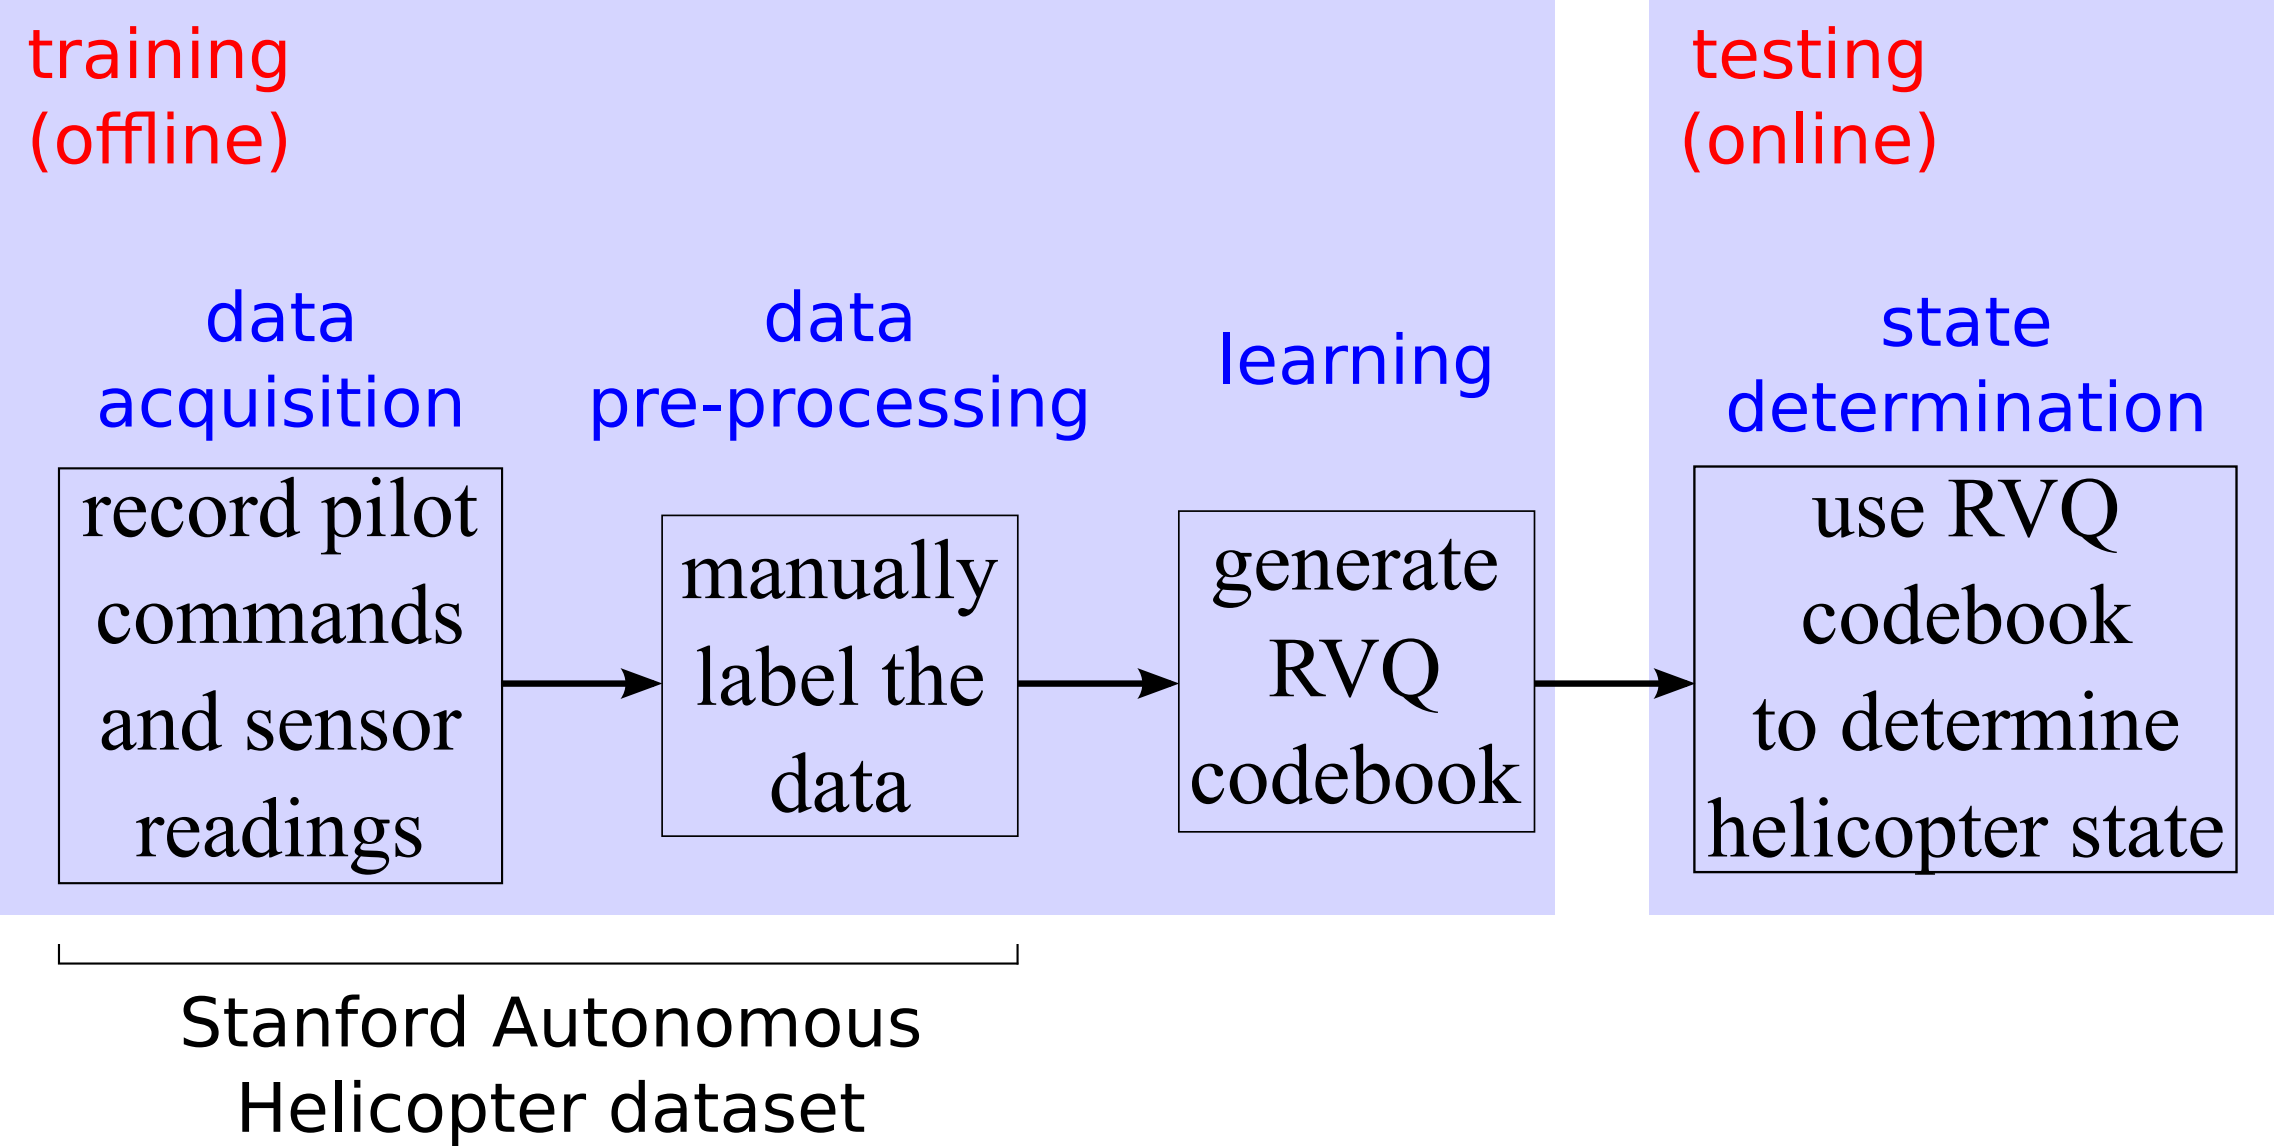 training
(offline)
testing
(online)
data
acquisition
data
pre-processing
learning
state
determination
record pilot
commands
and sensor
readings
manually
label the
data
generate
RVQ
codebook
use RVQ
codebook
to determine
helicopter state
Stanford Autonomous
Helicopter dataset